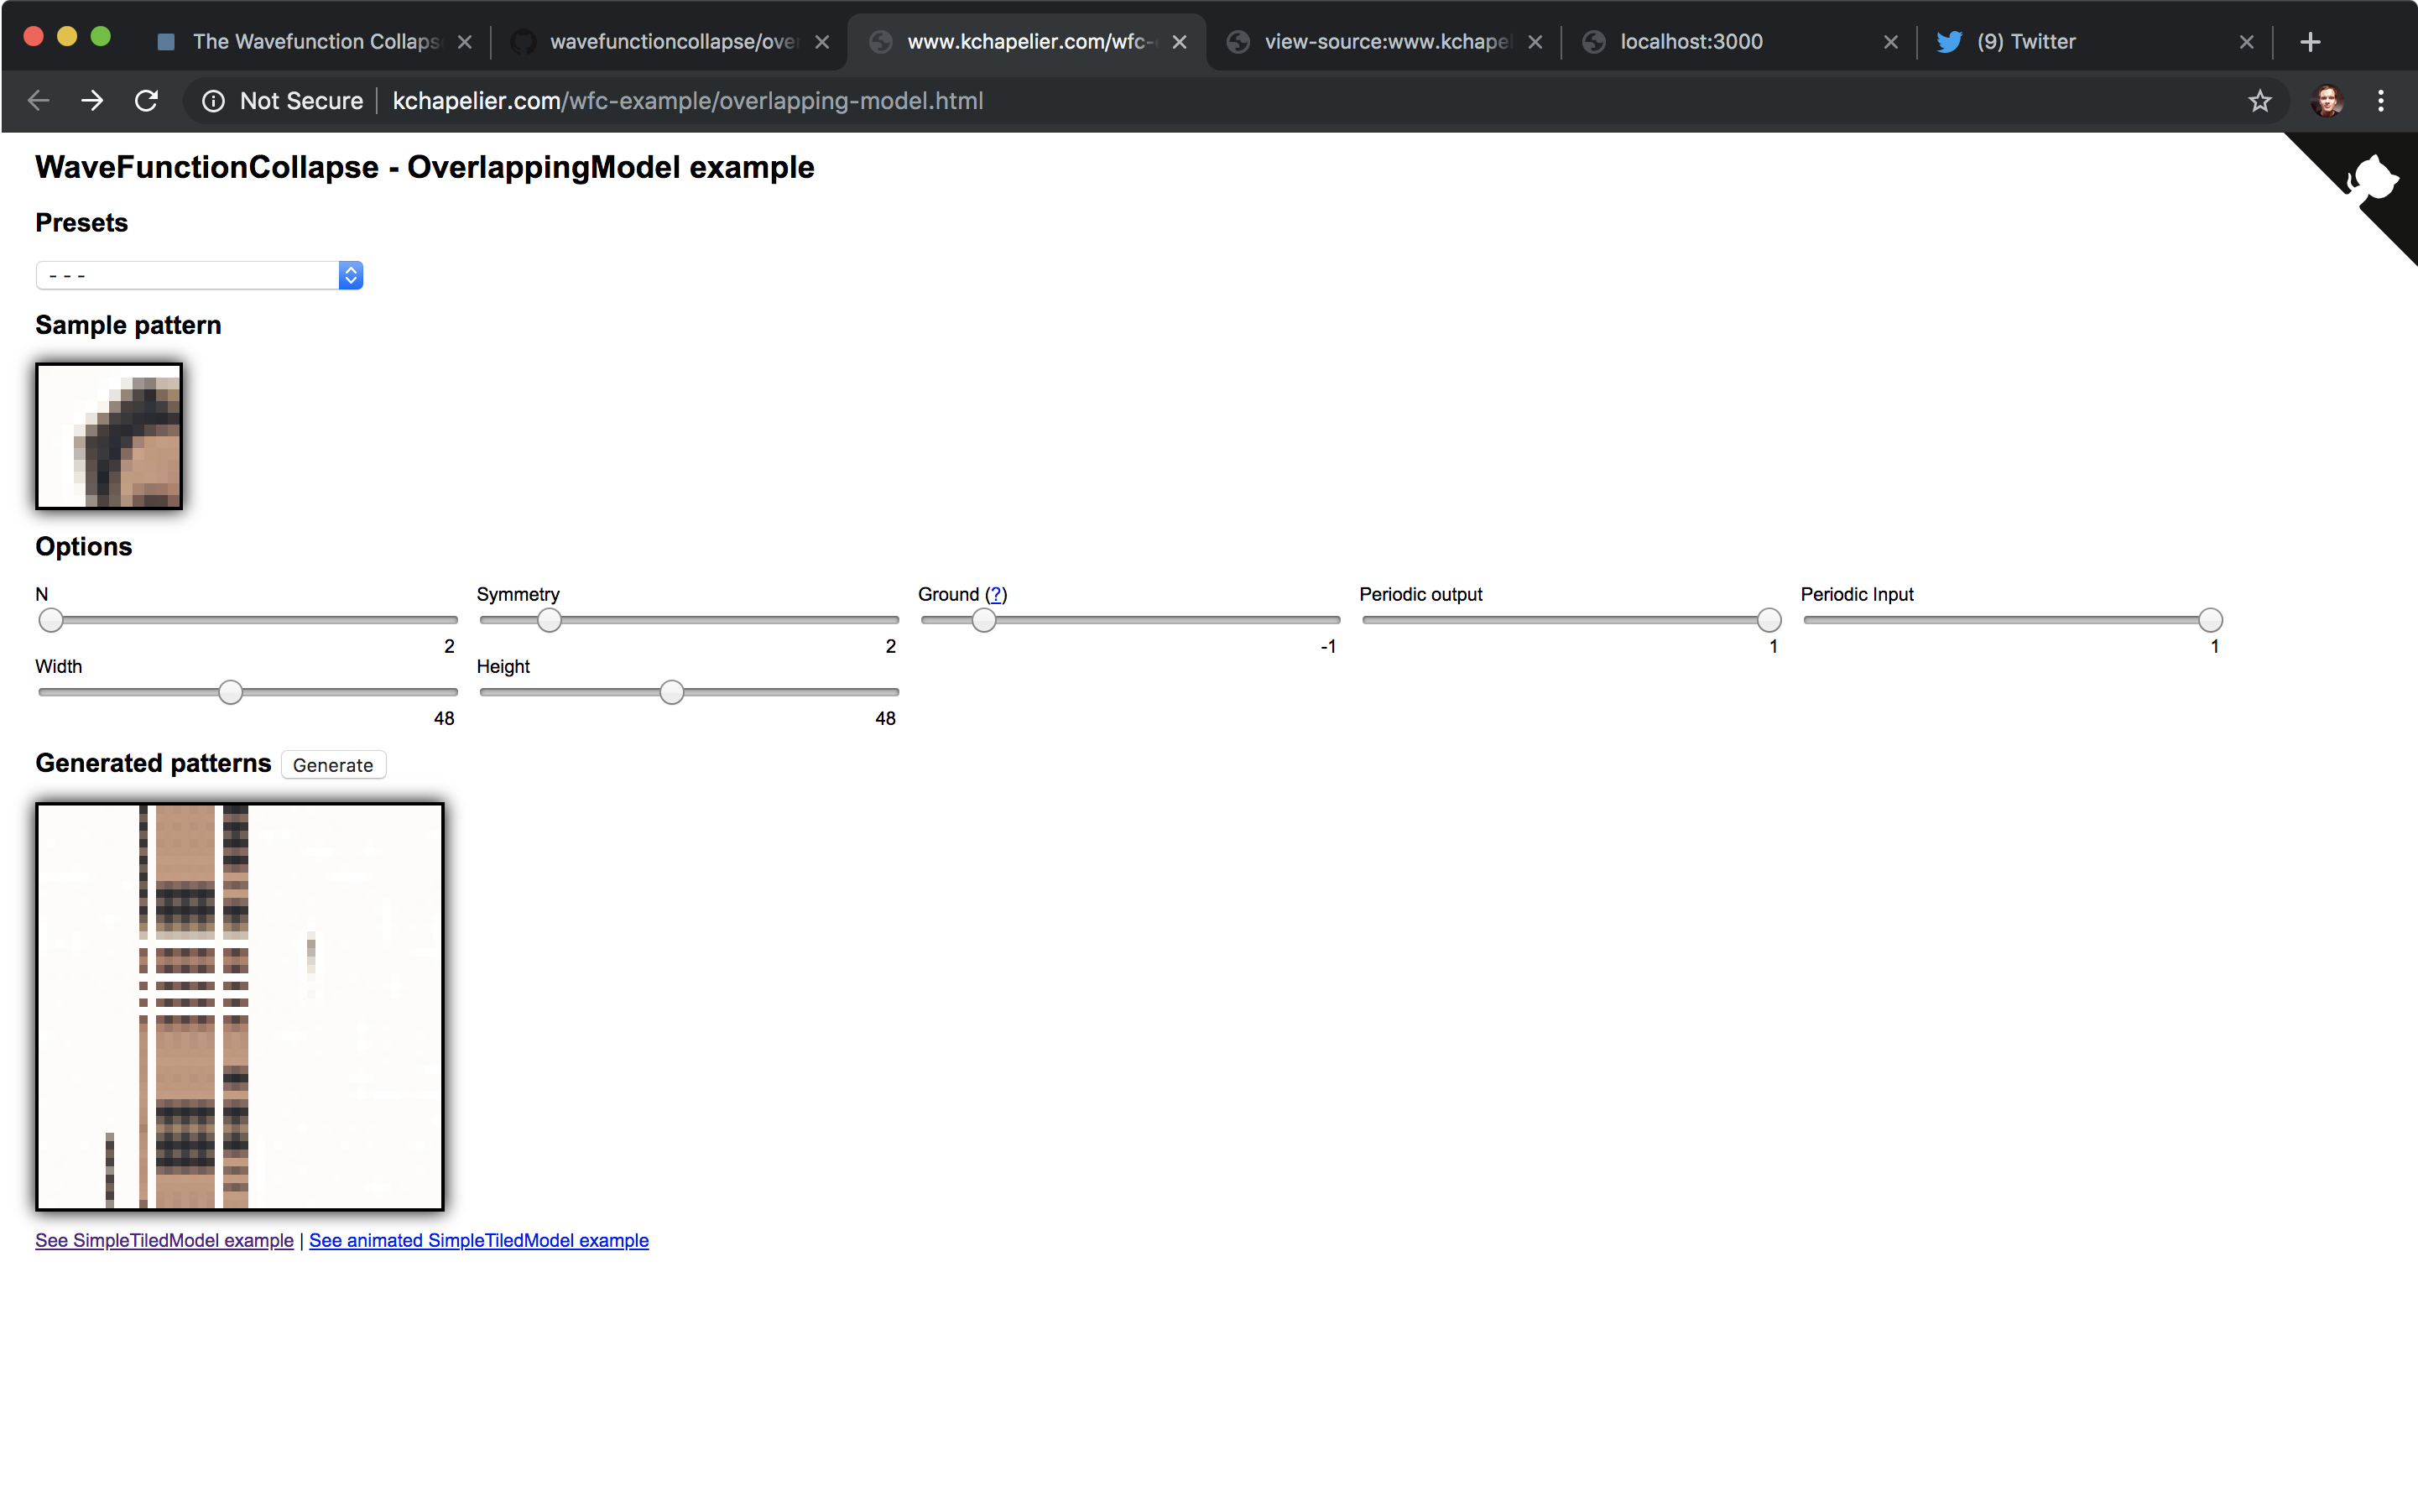 The Wavefunction Collaps
wavefunctioncollapse/over
www.kchapelier.com/wfc-
view-source:www.kchapel
localhost:3000
(9) Twitter
Not Secure
kchapelier.com/wfc-example/overlapping-model.html
WaveFunctionCollapse - OverlappingModel example
Presets
- - -
Sample pattern
Options
N
2
Symmetry
2
Ground (?)
-1
Periodic output
1
Periodic Input
1
Width
48
Height
48
Generated patterns Generate
See SimpleTiledModel example | See animated SimpleTiledModel example